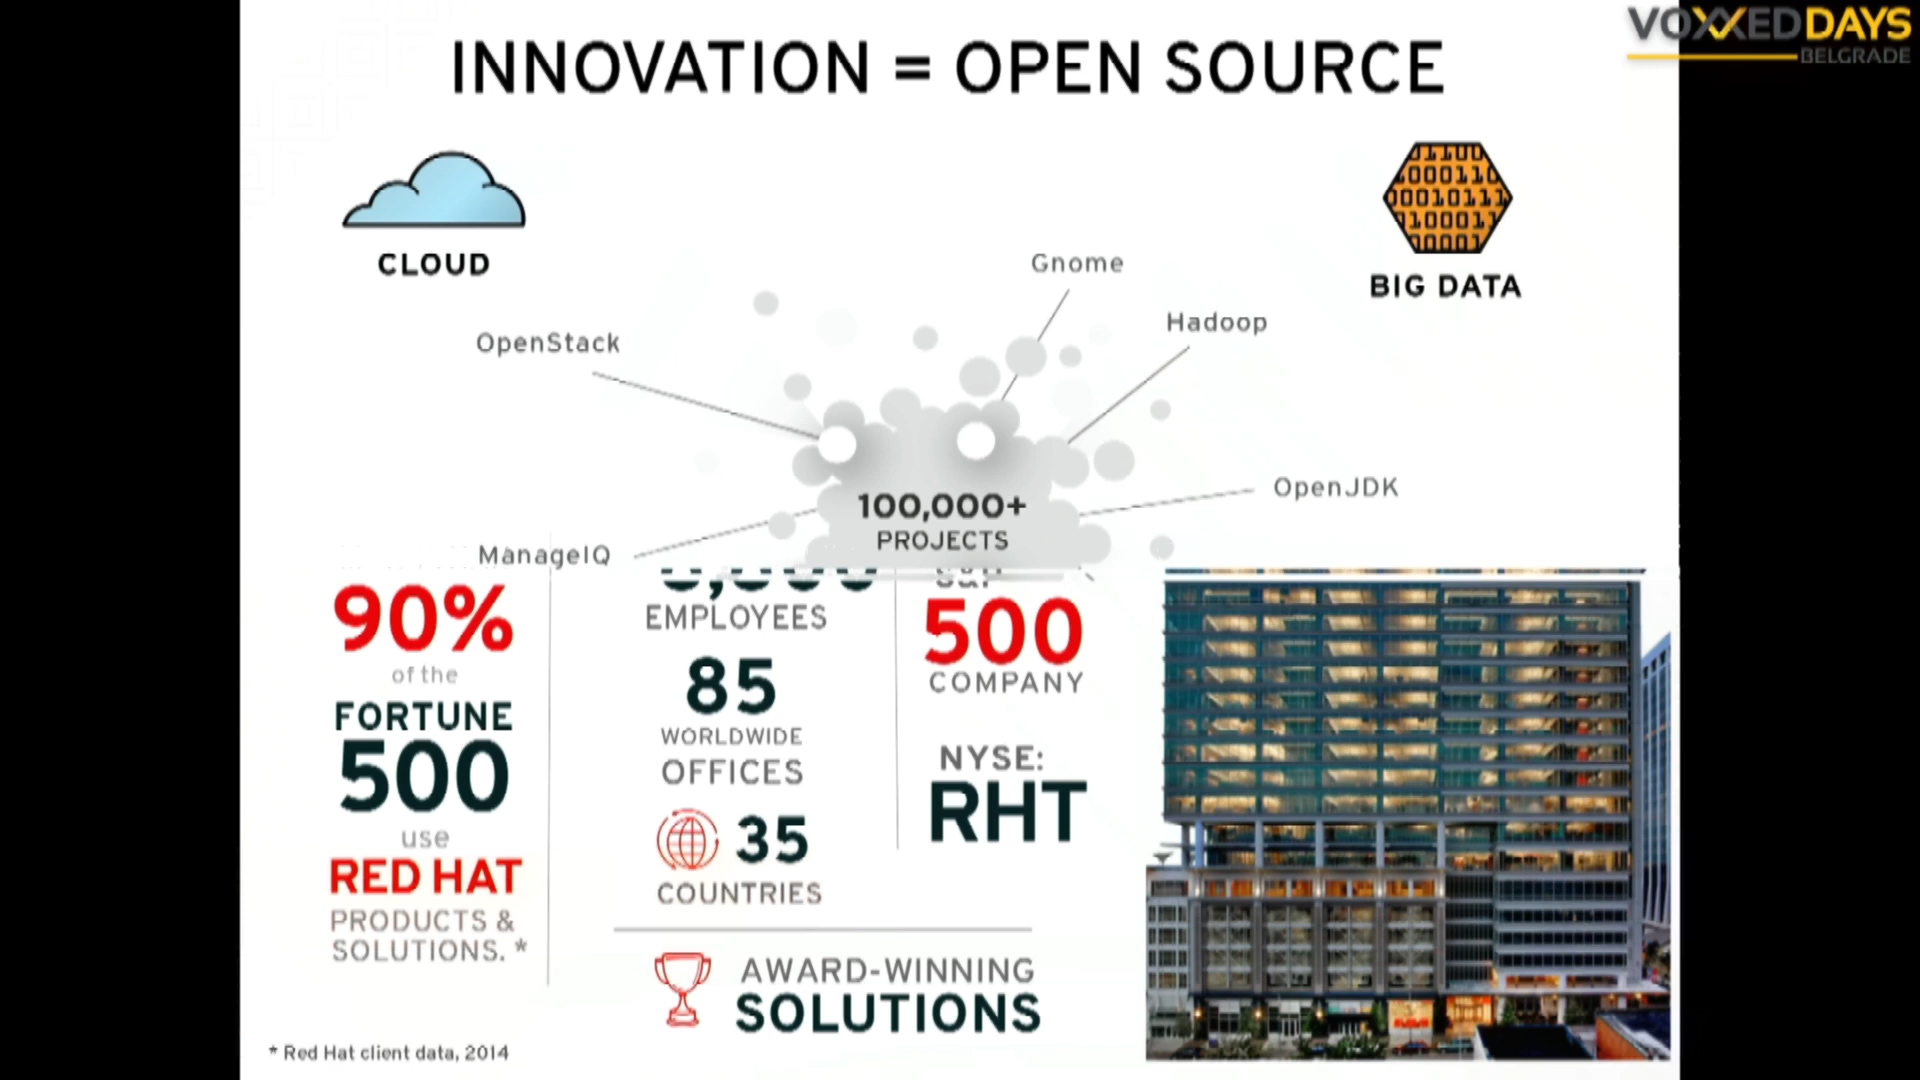 VOXXED DAYS
BELGRADE
INNOVATION = OPEN SOURCE
CLOUD
BIG DATA
Gnome
Hadoop
OpenStack
OpenJDK
100,000+
PROJECTS
ManageIQ
90%
of the
FORTUNE
500
use
RED HAT
PRODUCTS &
SOLUTIONS. *
EMPLOYEES
85
WORLDWIDE
OFFICES
35
COUNTRIES
500
COMPANY
NYSE:
RHT
AWARD-WINNING
SOLUTIONS
* Red Hat client data, 2014